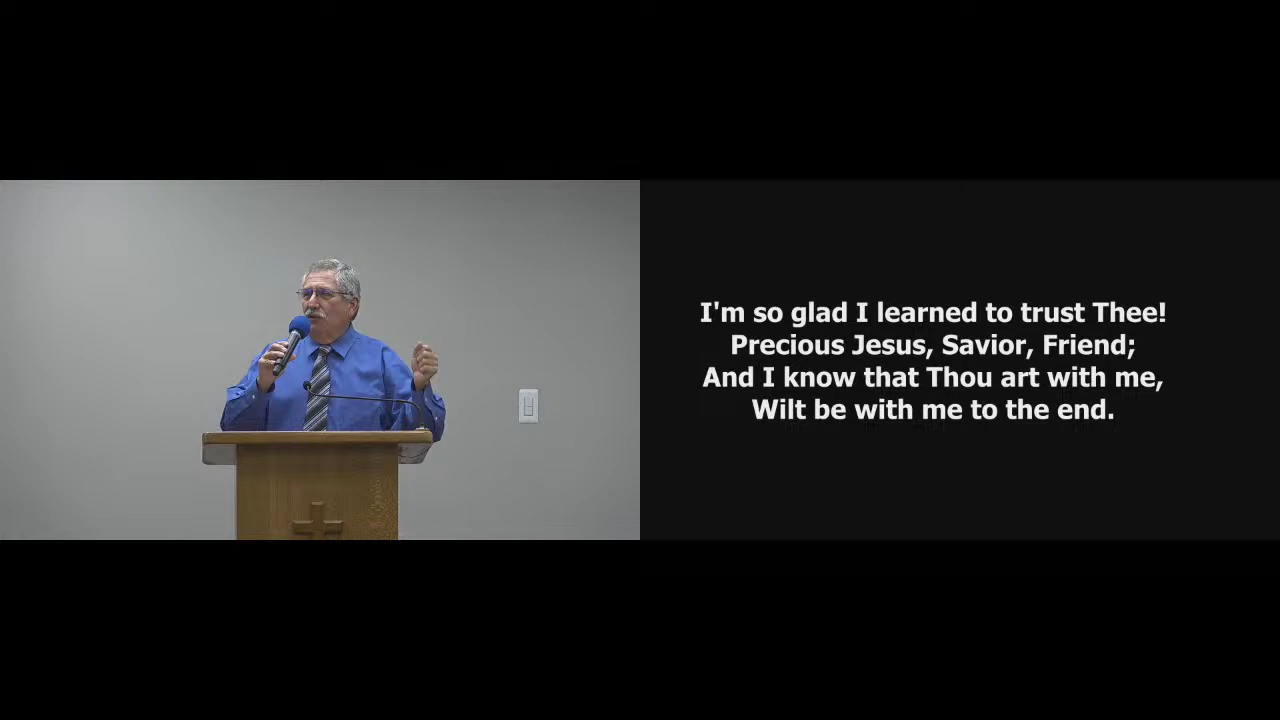 I'm so glad I learned to trust Thee!
Precious Jesus, Savior, Friend;
And I know that Thou art with me,
Wilt be with me to the end.